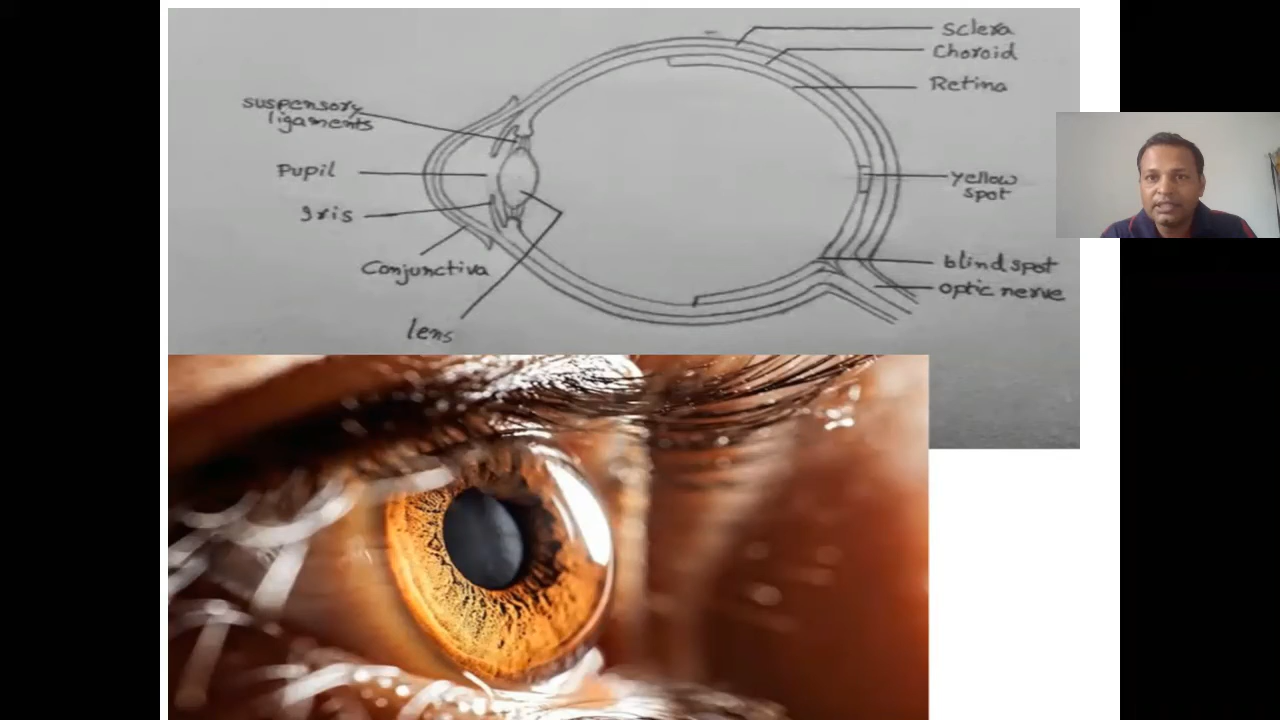 Sclera
Choroid
Retina
suspensory
ligaments
Pupil
Iris
Conjunctiva
lens
yellow
spot
blind spot
optic nerve